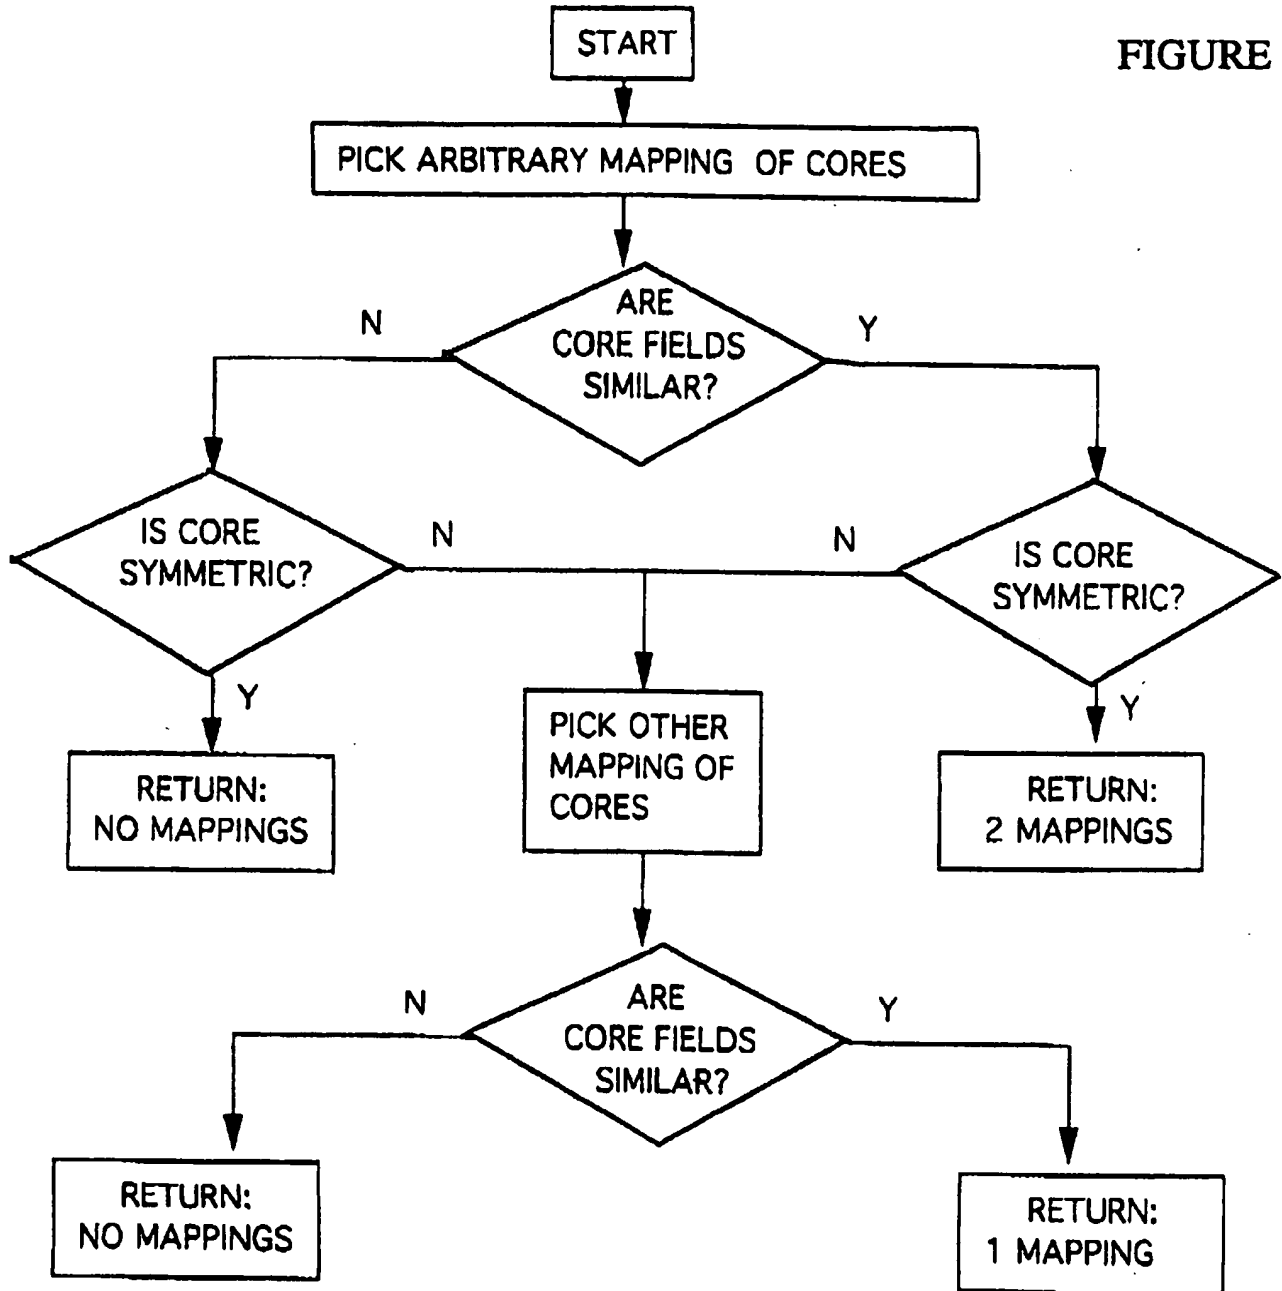 START
FIGURE
PICK ARBITRARY MAPPING OF CORES
ARE
CORE FIELDS
SIMILAR?
N
Y
IS CORE
SYMMETRIC?
N
N
IS CORE
SYMMETRIC?
Y
Y
PICK OTHER
MAPPING OF
CORES
RETURN:
NO MAPPINGS
RETURN:
2 MAPPINGS
ARE
CORE FIELDS
SIMILAR?
N
Y
RETURN:
NO MAPPINGS
RETURN:
1 MAPPING